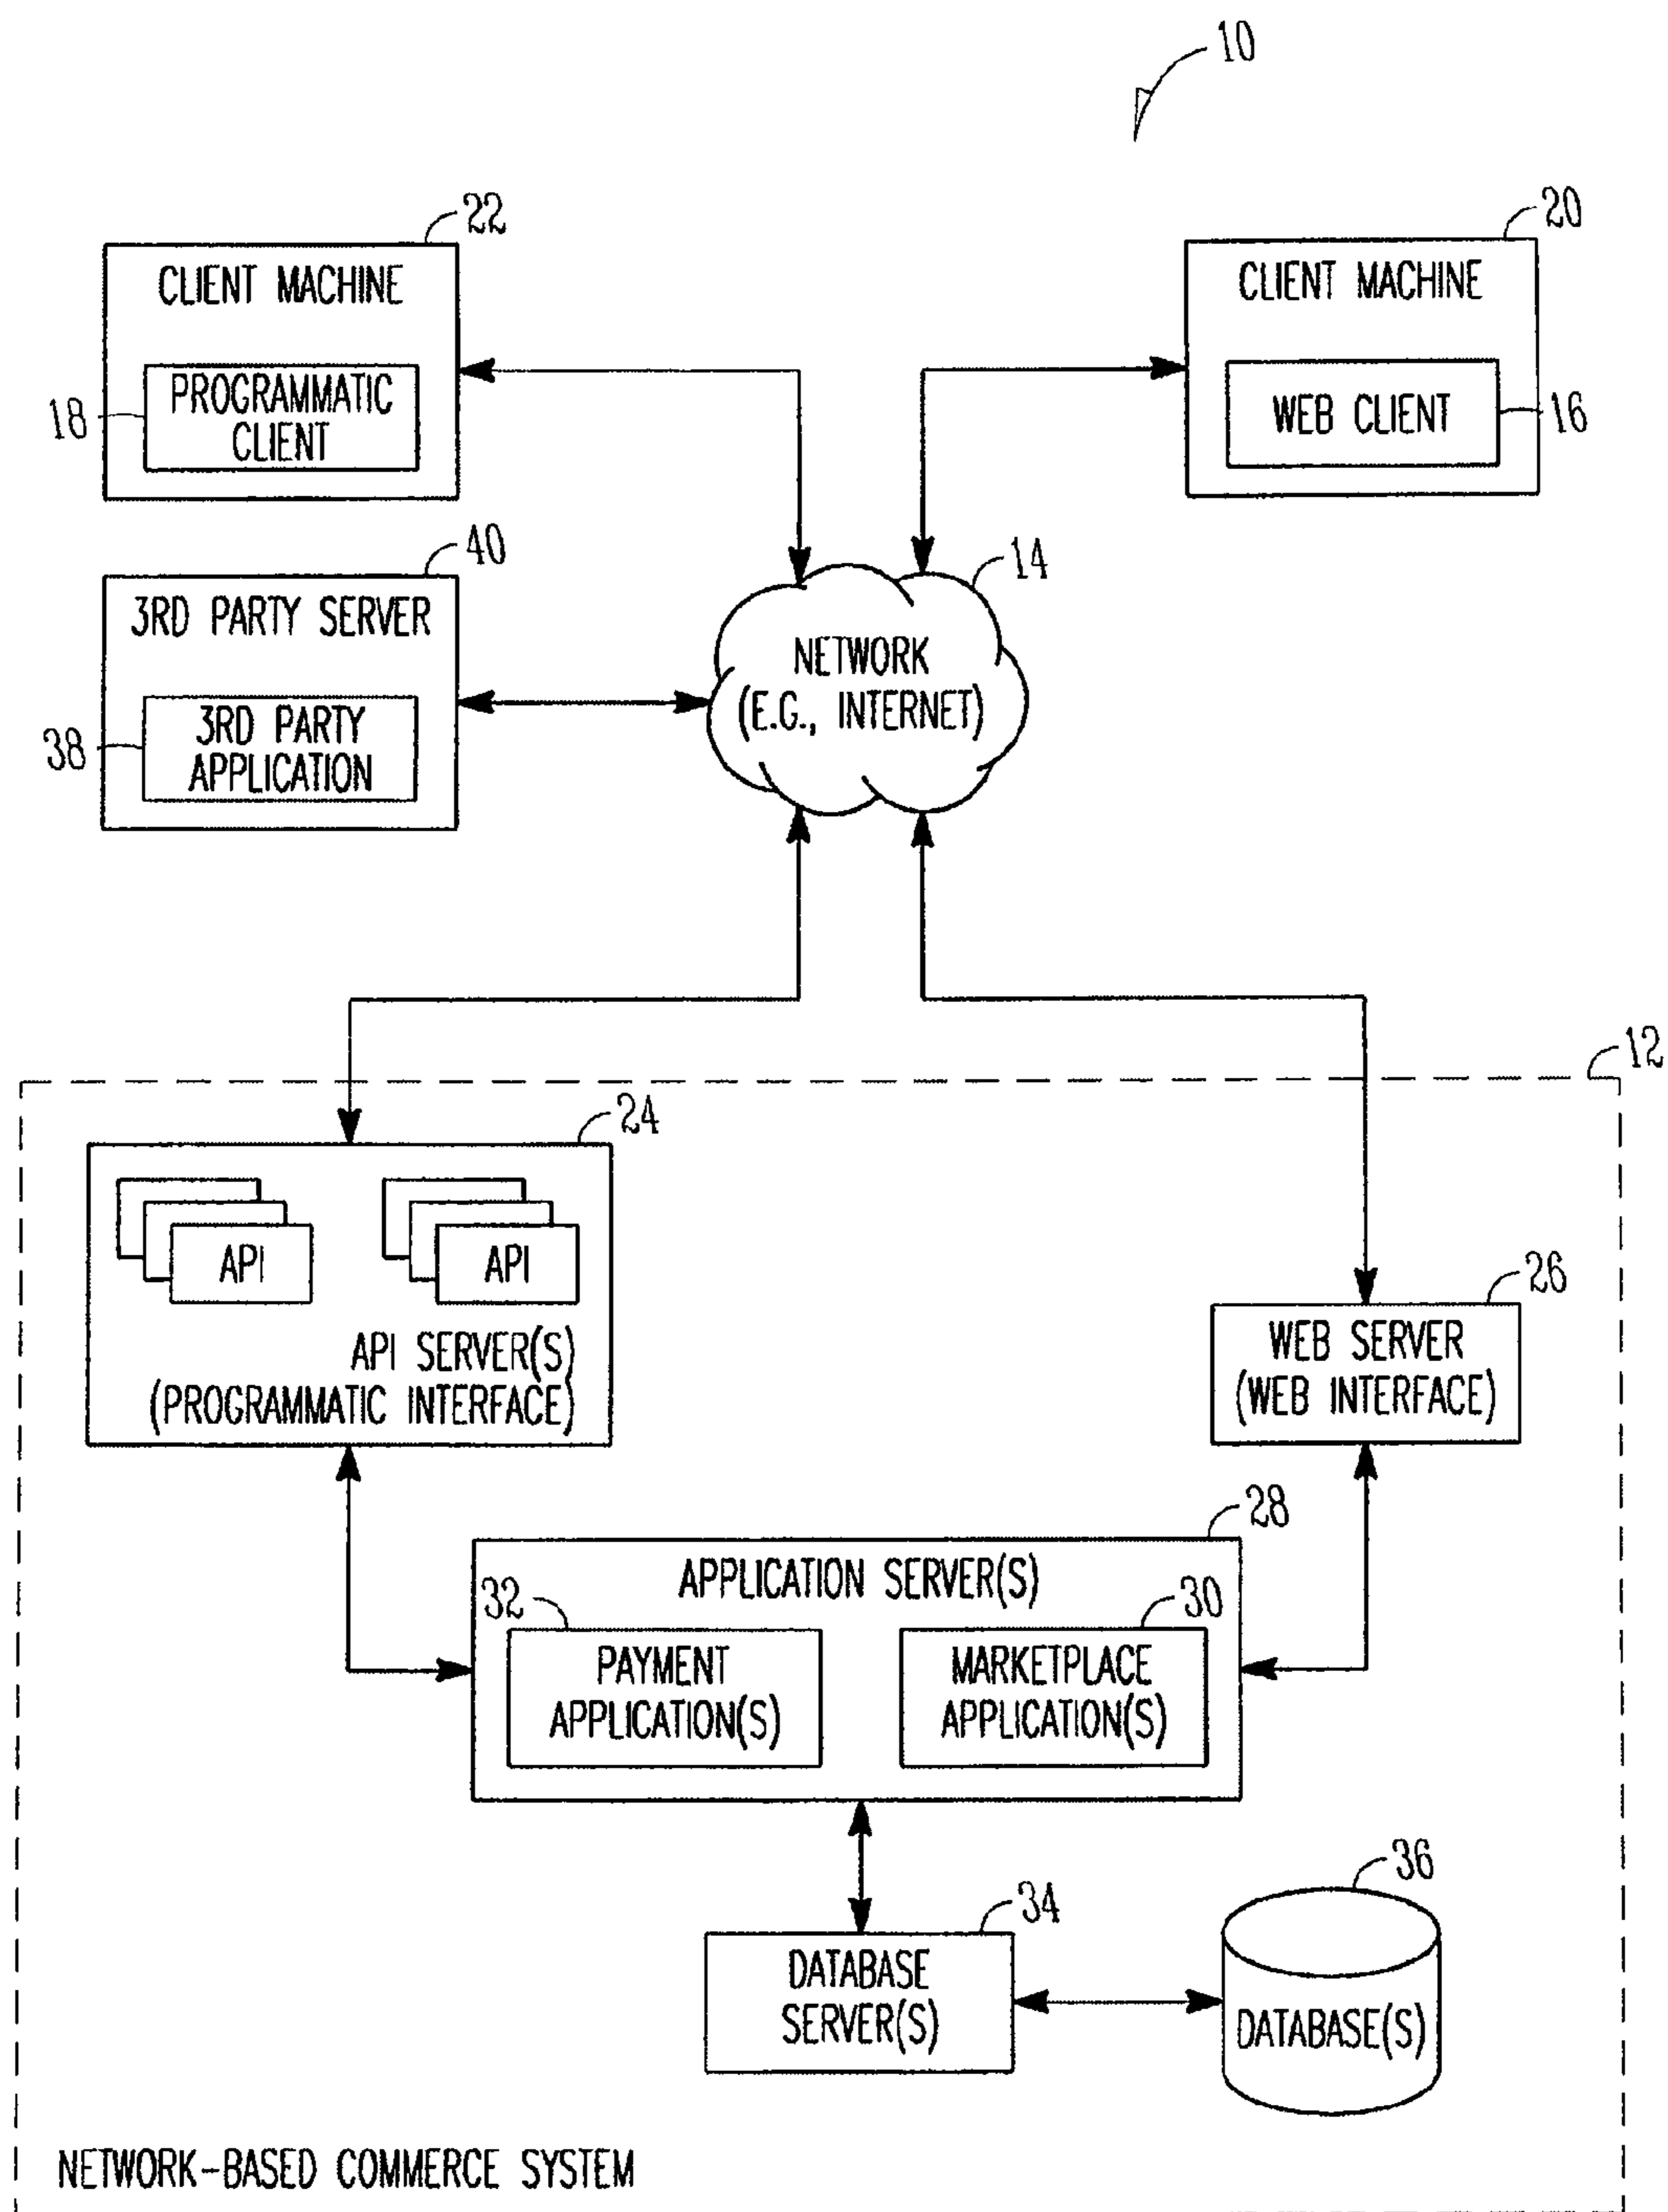 10
22
CLIENT MACHINE
18
PROGRAMMATIC
CLIENT
20
CLIENT MACHINE
WEB CLIENT
16
40
3RD PARTY SERVER
38
3RD PARTY
APPLICATION
14
NETWORK
(E.G., INTERNET)
12
24
API
API
API SERVER(S)
(PROGRAMMATIC INTERFACE)
26
WEB SERVER
(WEB INTERFACE)
28
APPLICATION SERVER(S)
32
PAYMENT
APPLICATION(S)
30
MARKETPLACE
APPLICATION(S)
34
DATABASE
SERVER(S)
36
DATABASE(S)
NETWORK-BASED COMMERCE SYSTEM